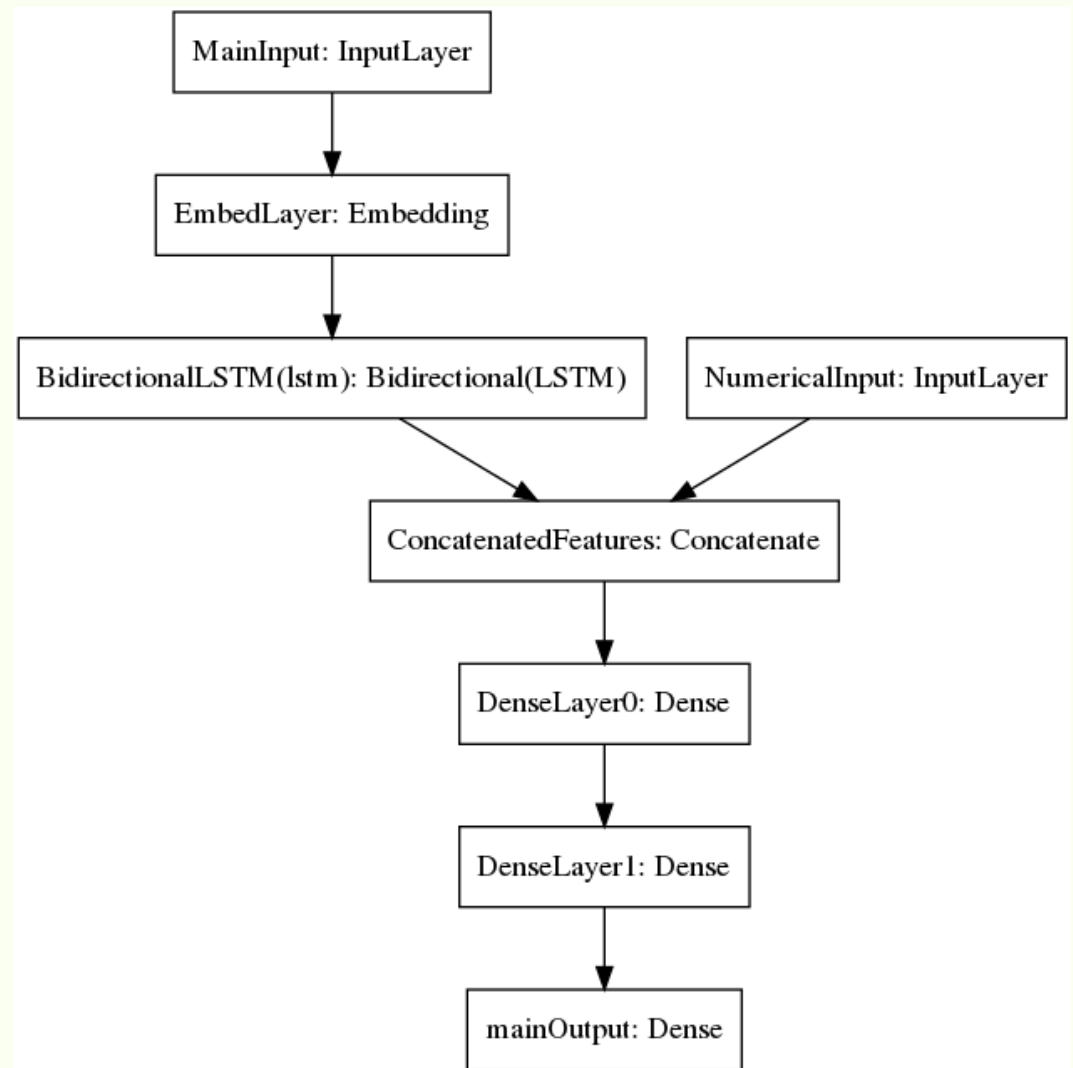 MainInput: InputLayer
EmbedLayer: Embedding
BidirectionalLSTM(lstm): Bidirectional(LSTM)
NumericalInput: InputLayer
ConcatenatedFeatures: Concatenate
DenseLayer0: Dense
DenseLayer1: Dense
mainOutput: Dense